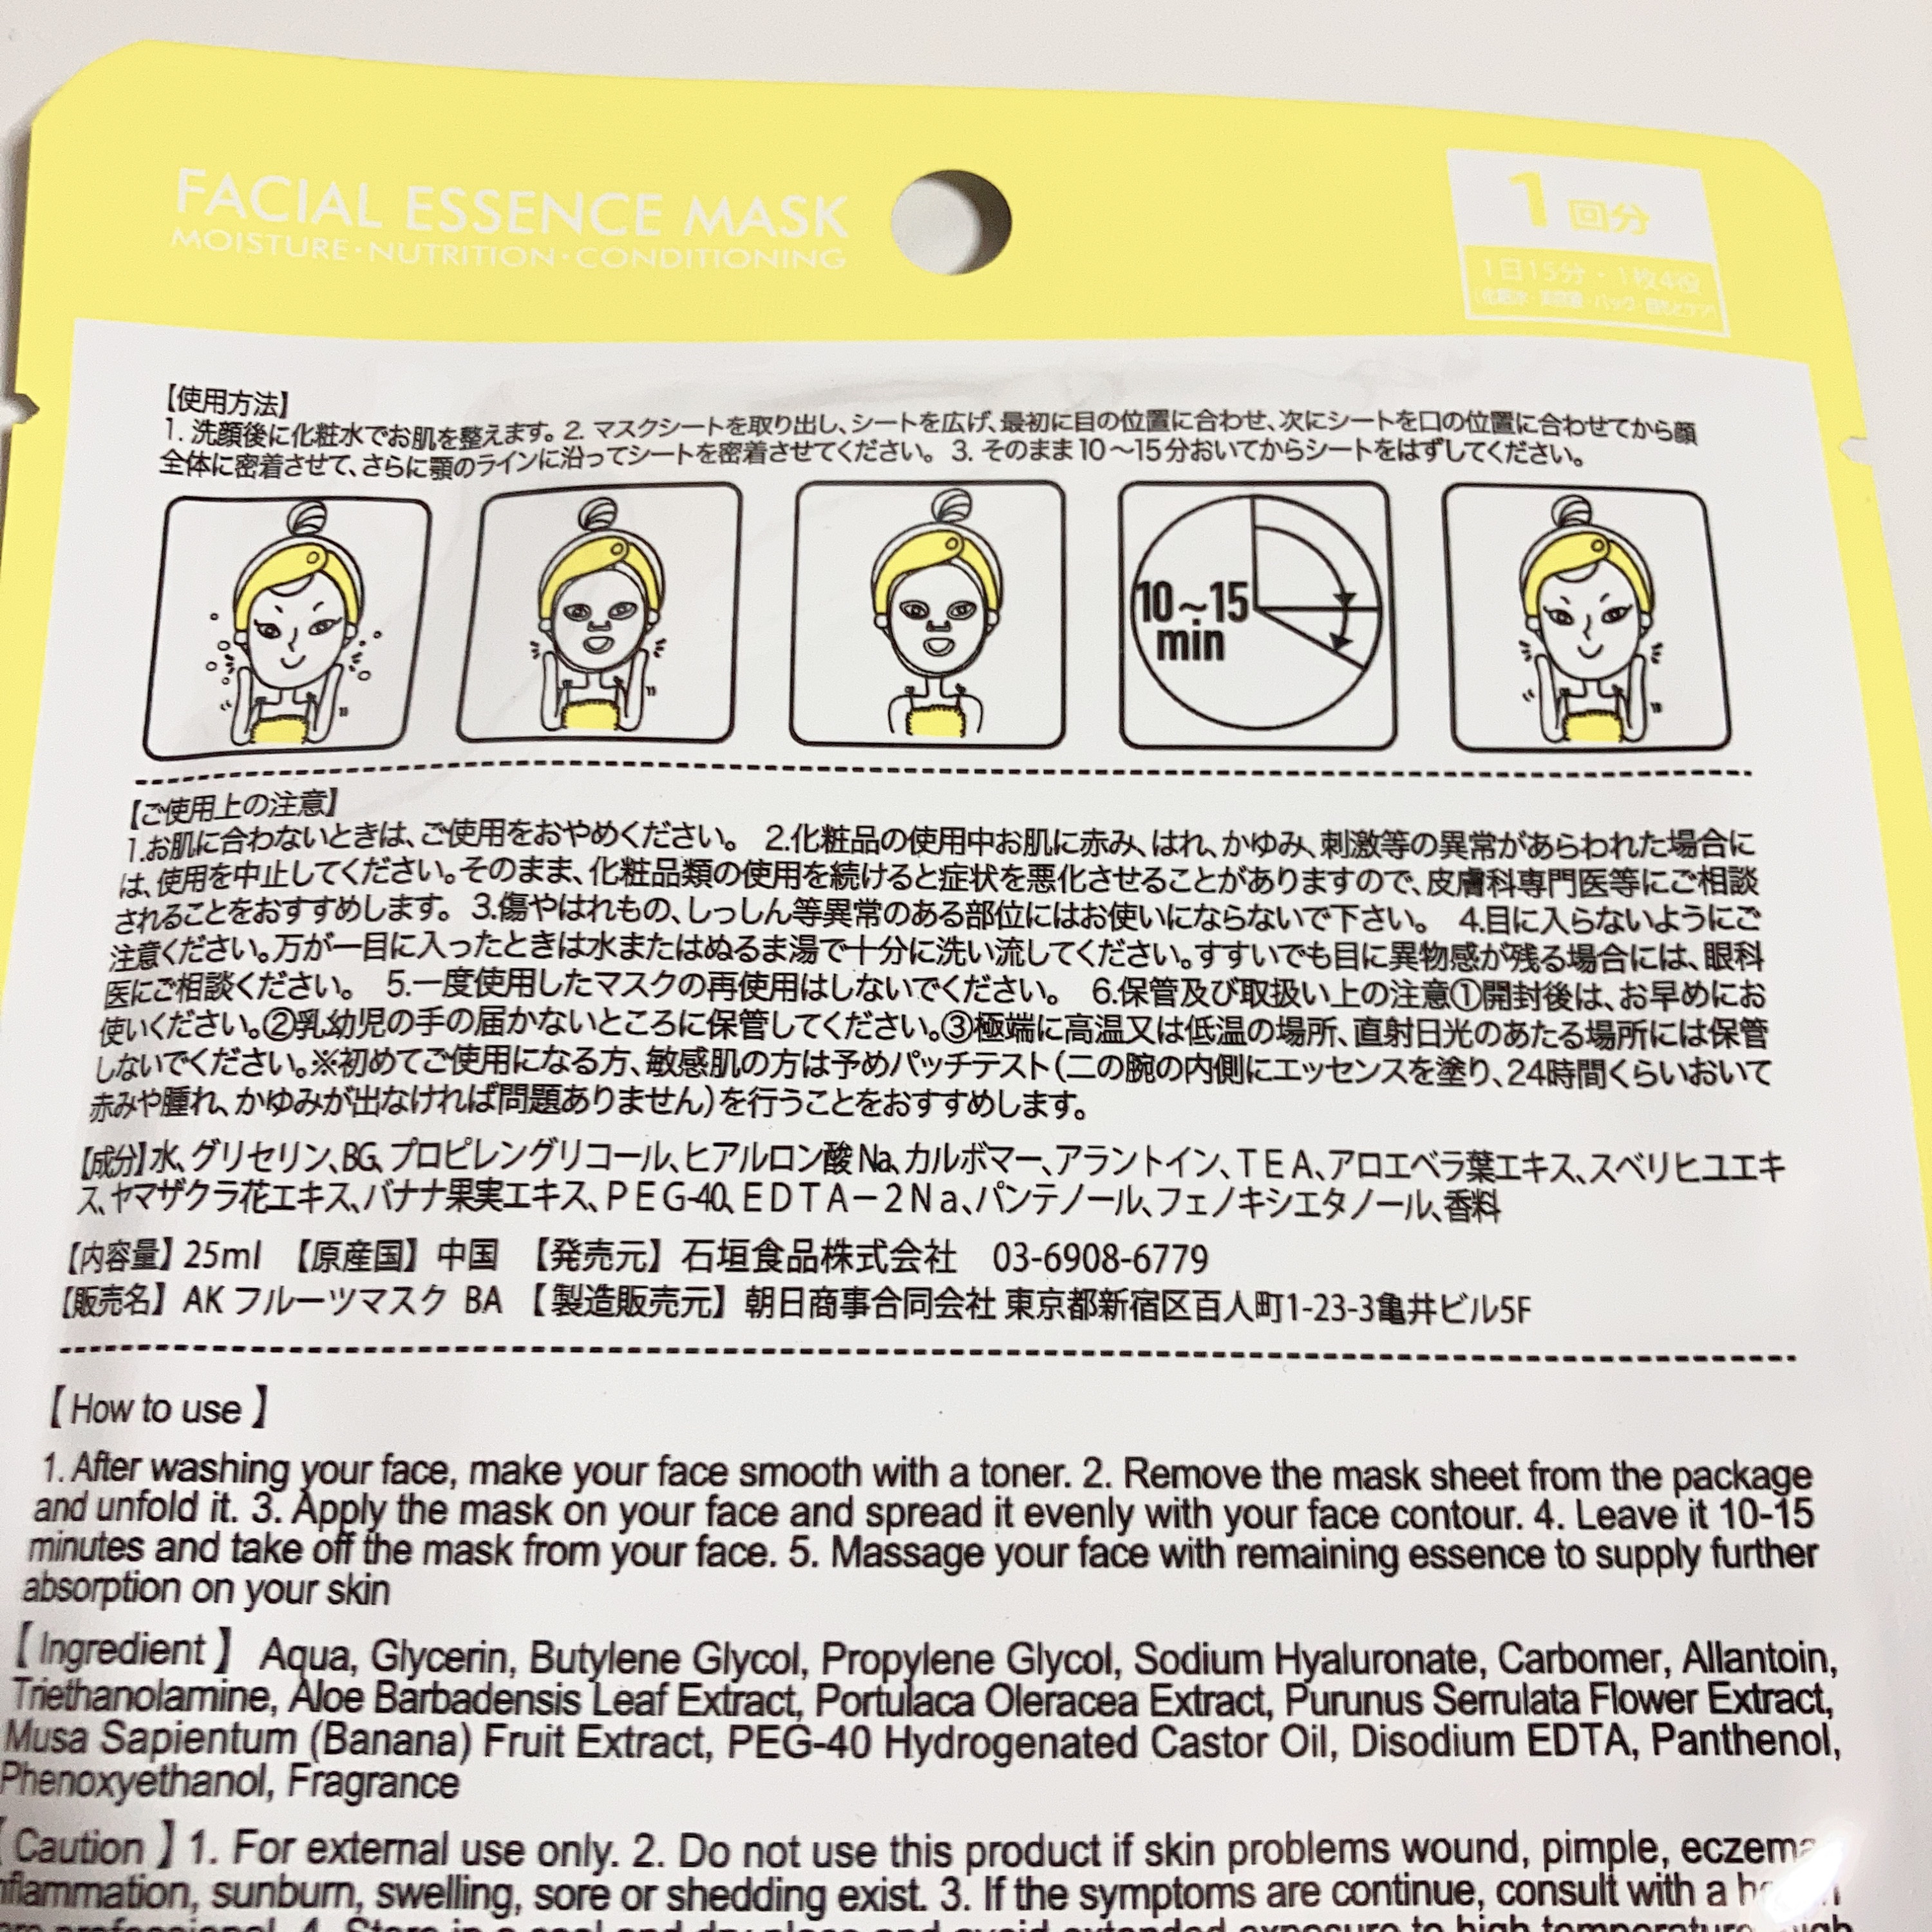 FACIAL ESSENCE MASK
MOISTURE・NUTRITION・CONDITIONING
1回分
1日15分・1枚4役
【使用方法】
1. 洗顔後に化粧水でお肌を整えます。2. マスクシートを取り出し、シートを広げ、最初に目の位置に合わせ、次にシートを口の位置に合わせてから顔
全体に密着させて、さらに顎のラインに沿ってシートを密着させてください。3. そのまま10～15分おいてからシートをはずしてください。
10～15
min
【ご使用上の注意】
1.お肌に合わないときは、ご使用をおやめください。 2.化粧品の使用中お肌に赤み、はれ、かゆみ、刺激等の異常があらわれた場合に
は、使用を中止してください。そのまま、化粧品類の使用を続けると症状を悪化させることがありますので、皮膚科専門医等にご相談
されることをおすすめします。 3.傷やはれもの、しっしん等異常のある部位にはお使いにならないで下さい。 4.目に入らないようにご
注意ください。万が一目に入ったときは水またはぬるま湯で十分に洗い流してください。すすいでも目に異物感が残る場合には、眼科
医にご相談ください。 5.一度使用したマスクの再使用はしないでください。 6.保管及び取扱い上の注意①開封後は、お早めにお
使いください。②乳幼児の手の届かないところに保管してください。③極端に高温又は低温の場所、直射日光のあたる場所には保管
しないでください。※初めてご使用になる方、敏感肌の方は予めパッチテスト(二の腕の内側にエッセンスを塗り、24時間くらいおいて
赤みや腫れ、かゆみが出なければ問題ありません)を行うことをおすすめします。
【成分】水、グリセリン、BG、プロピレングリコール、ヒアルロン酸Na、カルボマー、アラントイン、TEA、アロエベラ葉エキス、スベリヒユエキ
ス、ヤマザクラ花エキス、バナナ果実エキス、PEG-40、EDTA－2Na、パンテノール、フェノキシエタノール、香料
【内容量】25ml 【原産国】中国 【発売元】石垣食品株式会社 03-6908-6779
【販売名】AKフルーツマスク BA 【製造販売元】朝日商事合同会社 東京都新宿区百人町1-23-3亀井ビル5F
【How to use】
1. After washing your face, make your face smooth with a toner. 2. Remove the mask sheet from the package
and unfold it. 3. Apply the mask on your face and spread it evenly with your face contour. 4. Leave it 10-15
minutes and take off the mask from your face. 5. Massage your face with remaining essence to supply further
absorption on your skin
【Ingredient】 Aqua, Glycerin, Butylene Glycol, Propylene Glycol, Sodium Hyaluronate, Carbomer, Allantoin,
Triethanolamine, Aloe Barbadensis Leaf Extract, Portulaca Oleracea Extract, Purunus Serrulata Flower Extract,
Musa Sapientum (Banana) Fruit Extract, PEG-40 Hydrogenated Castor Oil, Disodium EDTA, Panthenol,
Phenoxyethanol, Fragrance
【Caution】1. For external use only. 2. Do not use this product if skin problems wound, pimple, eczema
nflammation, sunburn, swelling, sore or shedding exist. 3. If the symptoms are continue, consult with a
professional. 4. Store in a cool and dry place and avoid extended exposure to high temperature